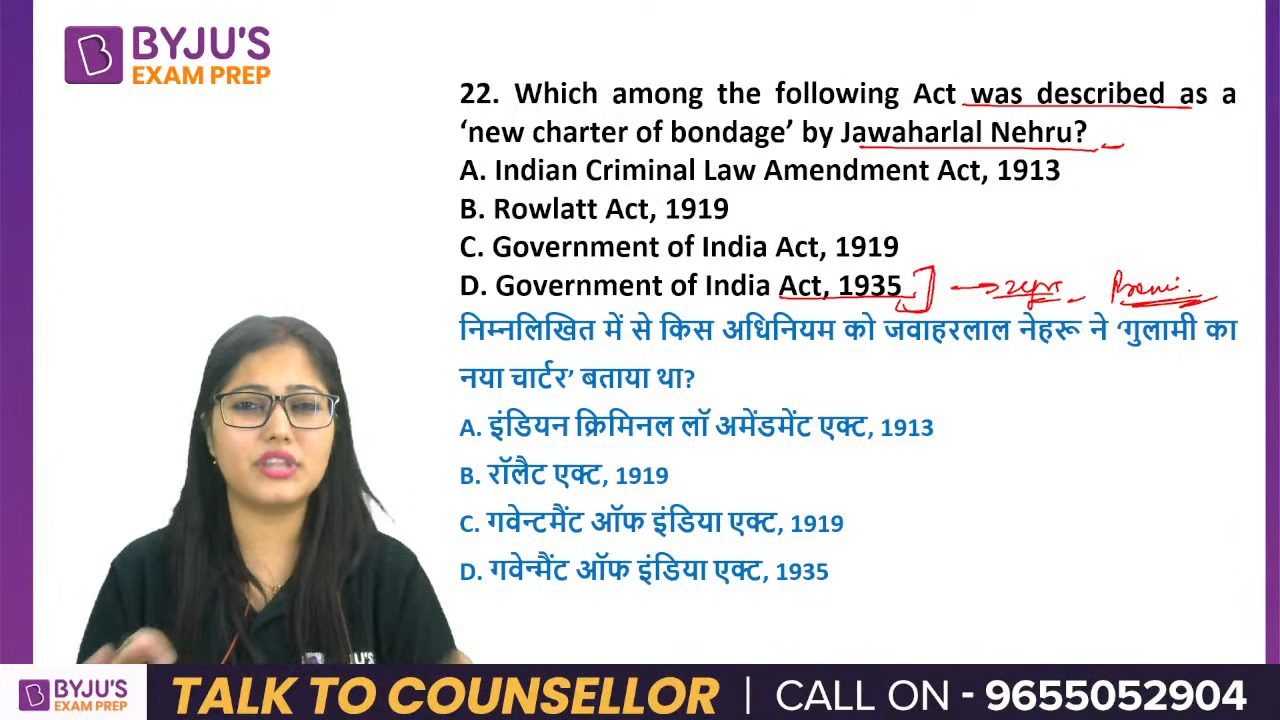 BYJU'S
EXAM PREP
22. Which among the following Act was described as a
‘new charter of bondage’ by Jawaharlal Nehru?
A. Indian Criminal Law Amendment Act, 1913
B. Rowlatt Act, 1919
C. Government of India Act, 1919
D. Government of India Act, 1935
निम्नलिखित में से किस अधिनियम को जवाहरलाल नेहरू ने ‘गुलामी का
नया चार्टर’ बताया था?
A. इंडियन क्रिमिनल लॉ अमेंडमेंट एक्ट, 1913
B. रॉलैट एक्ट, 1919
C. गवेन्टमैंट ऑफ इंडिया एक्ट, 1919
D. गवेन्मैंट ऑफ इंडिया एक्ट, 1935
BYJU'S
BYJU'S
EXAM PREP
TALK TO COUNSELLOR | CALL ON - 9655052904